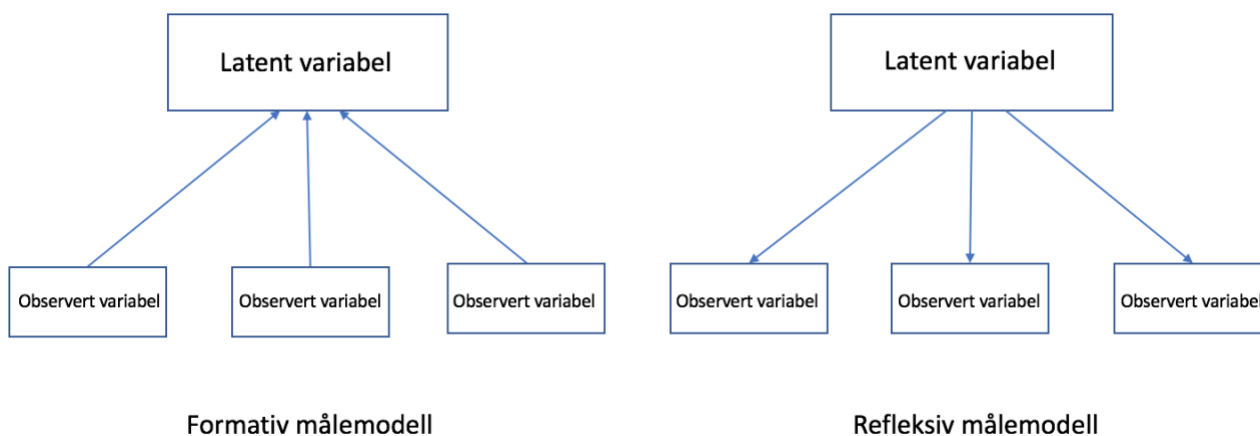 Latent variabel
Latent variabel
Observert variabel
Observert variabel
Observert variabel
Observert variabel
Observert variabel
Observert variabel
Formativ målemodell
Refleksiv målemodell